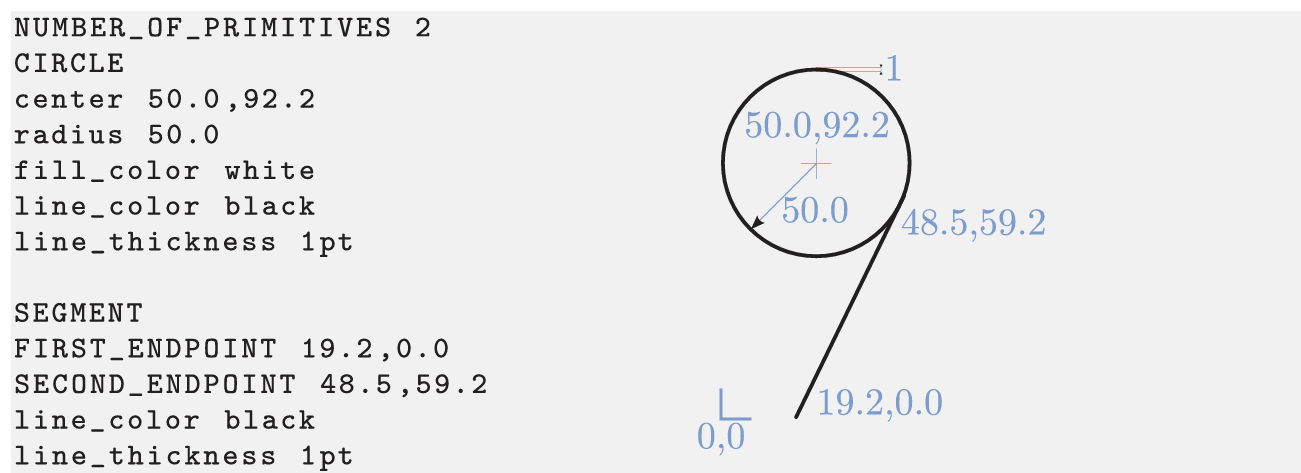 NUMBER_OF_PRIMITIVES 2
CIRCLE
center 50.0,92.2
radius 50.0
fill_color white
line_color black
line_thickness 1pt
SEGMENT
FIRST_ENDPOINT 19.2,0.0
SECOND_ENDPOINT 48.5,59.2
line_color black
line_thickness 1pt
1
50.0,92.2
50.0
48.5,59.2
19.2,0.0
0,0